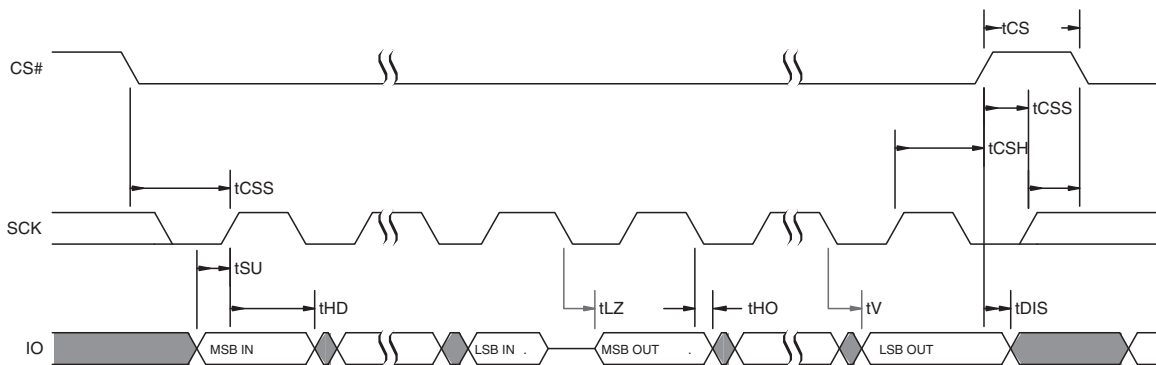 tCS
CS#
tCSS
tCSH
tCSS
SCK
tSU
tHD
tLZ
tHO
tV
tDIS
IO
MSB IN
LSB IN .
MSB OUT .
LSB OUT